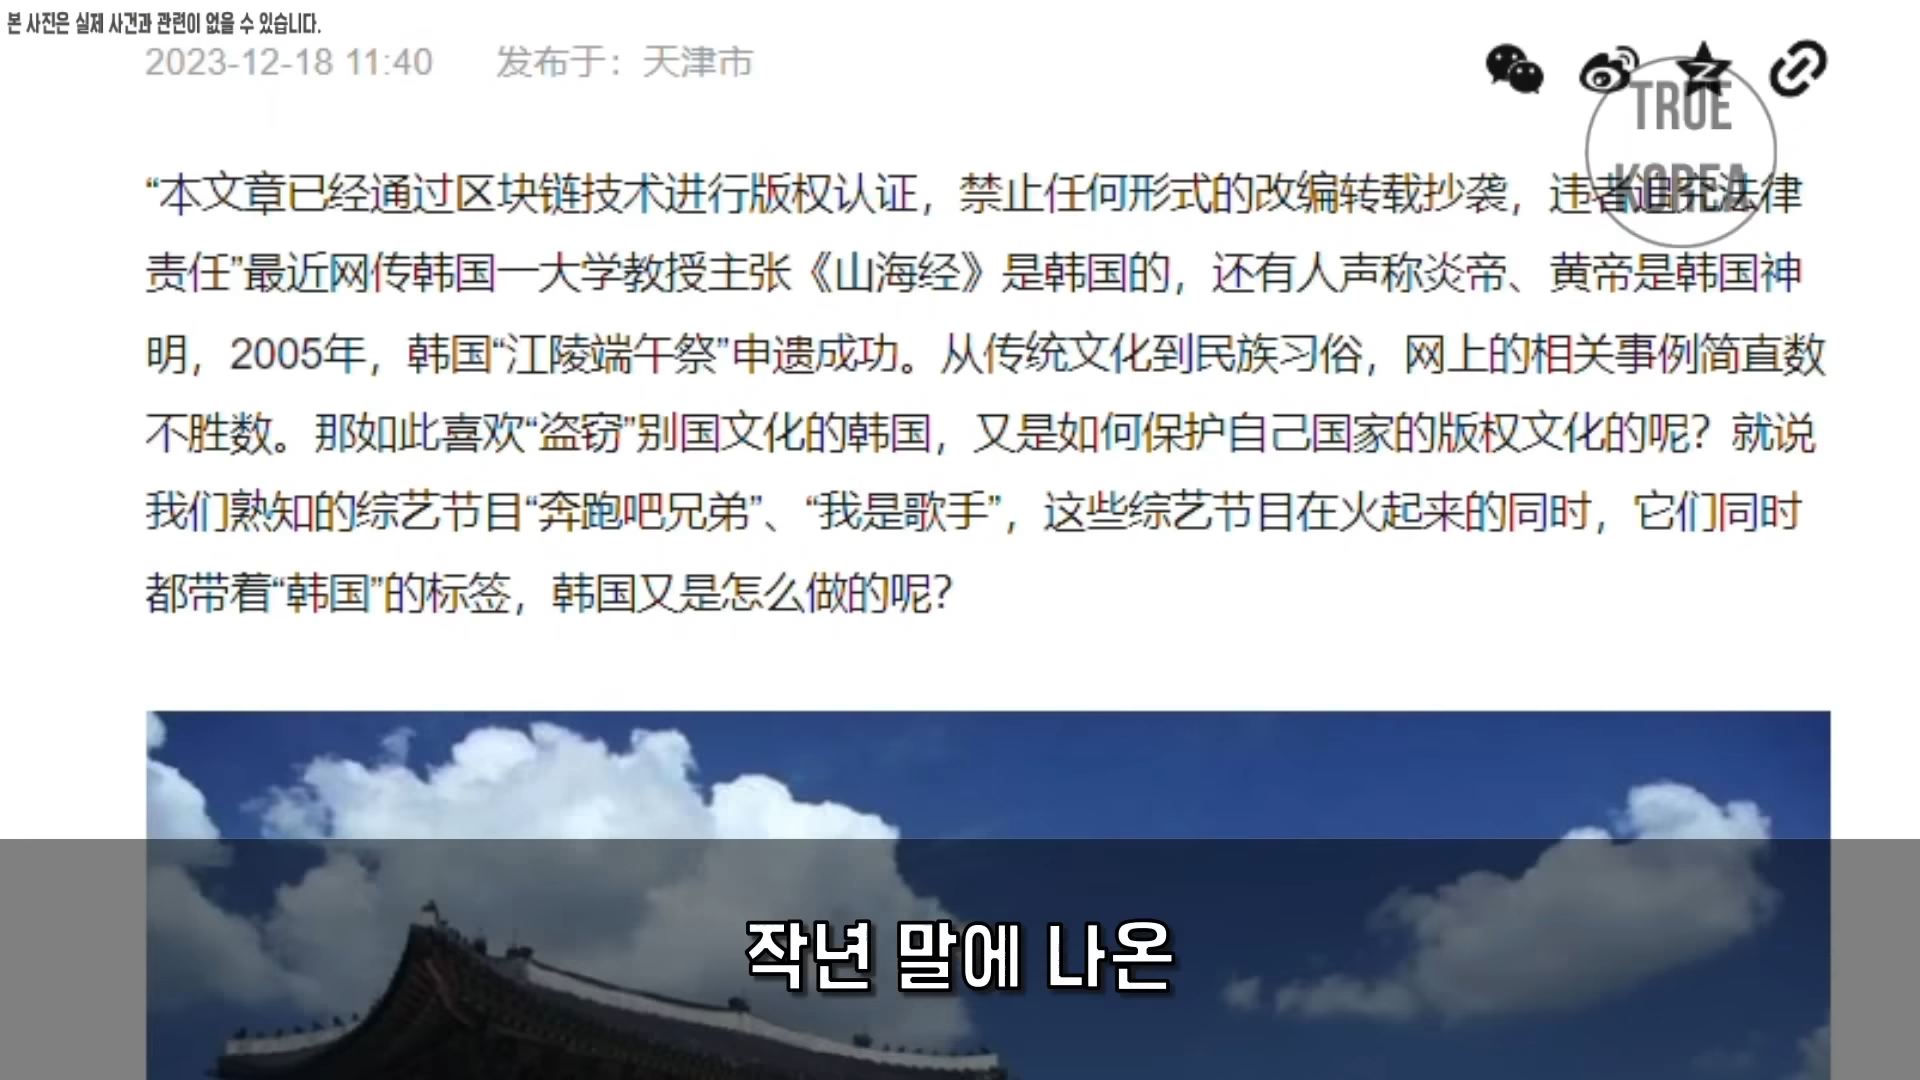 본 사진은 실제 사건과 관련이 없을 수 있습니다.
2023-12-18 11:40 发布于：天津市
TRUE
KOREA
“本文章已经通过区块链技术进行版权认证，禁止任何形式的改编转载抄袭，违者追究法律
责任”最近网传韩国一大学教授主张《山海经》是韩国的，还有人声称炎帝、黄帝是韩国神
明，2005年，韩国“江陵端午祭”申遗成功。从传统文化到民族习俗，网上的相关事例简直数
不胜数。那如此喜欢“盗窃”别国文化的韩国，又是如何保护自己国家的版权文化的呢？就说
我们熟知的综艺节目“奔跑吧兄弟”、“我是歌手”，这些综艺节目在火起来的同时，它们同时
都带着“韩国”的标签，韩国又是怎么做的呢？
작년 말에 나온